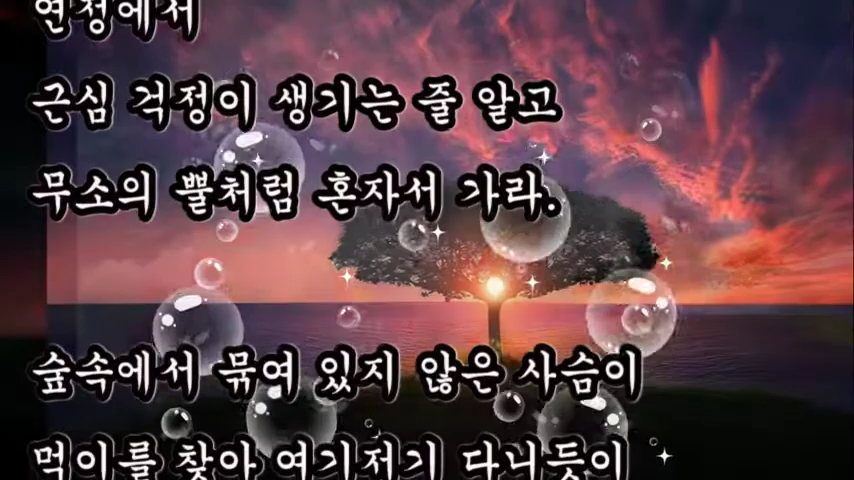 연정에서
근심 걱정이 생기는 줄 알고
무소의 뿔처럼 혼자서 가라.
숲속에서 묶여 있지 않은 사슴이
먹이를 찾아 여기저기 다니듯이